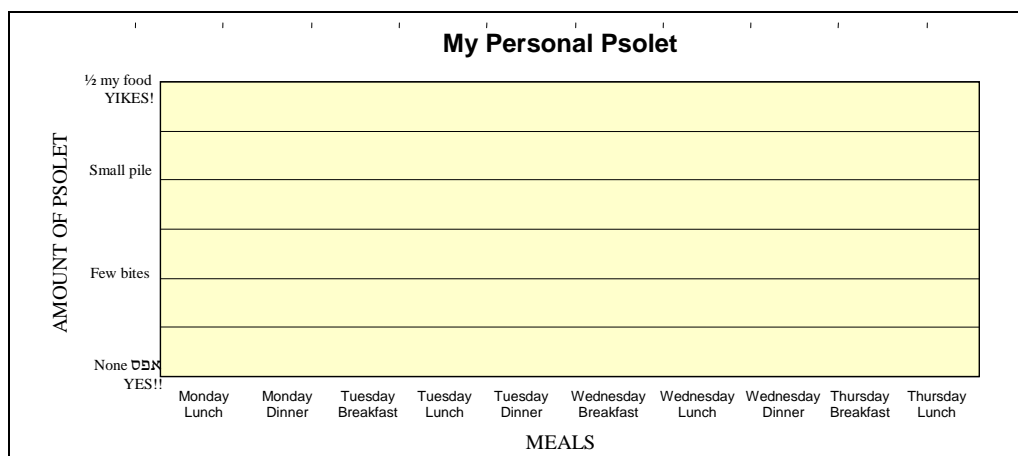 My Personal Psolet
½ my food
YIKES!
Small pile
Few bites
None אפס
YES!!
AMOUNT OF PSOLET
Monday Lunch
Monday Dinner
Tuesday Breakfast
Tuesday Lunch
Tuesday Dinner
Wednesday Breakfast
Wednesday Lunch
Wednesday Dinner
Thursday Breakfast
Thursday Lunch
MEALS